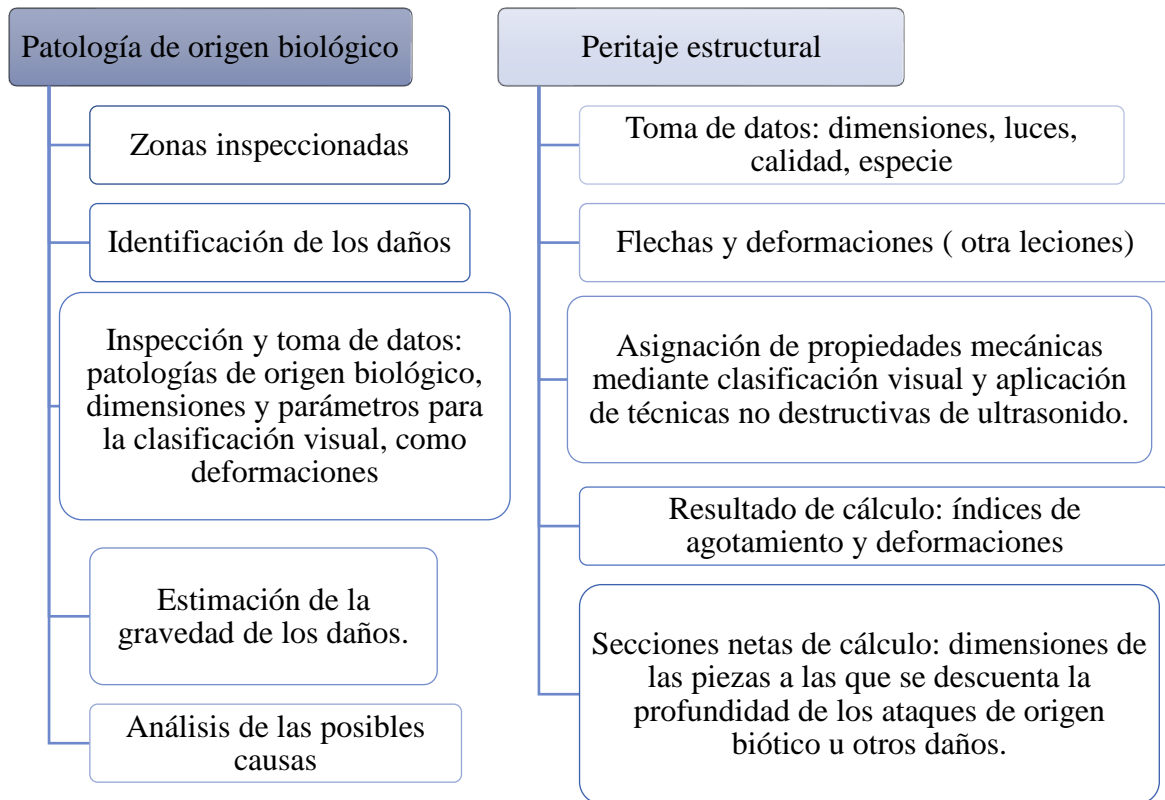 Patología de origen biológico
Zonas inspeccionadas
Identificación de los daños
Inspección y toma de datos:
patologías de origen biológico,
dimensiones y parámetros para
la clasificación visual, como
deformaciones
Estimación de la
gravedad de los daños.
Análisis de las posibles
causas
Peritaje estructural
Toma de datos: dimensiones, luces,
calidad, especie
Flechas y deformaciones ( otra leciones)
Asignación de propiedades mecánicas
mediante clasificación visual y aplicación
de técnicas no destructivas de ultrasonido.
Resultado de cálculo: índices de
agotamiento y deformaciones
Secciones netas de cálculo: dimensiones de
las piezas a las que se descuenta la
profundidad de los ataques de origen
biótico u otros daños.